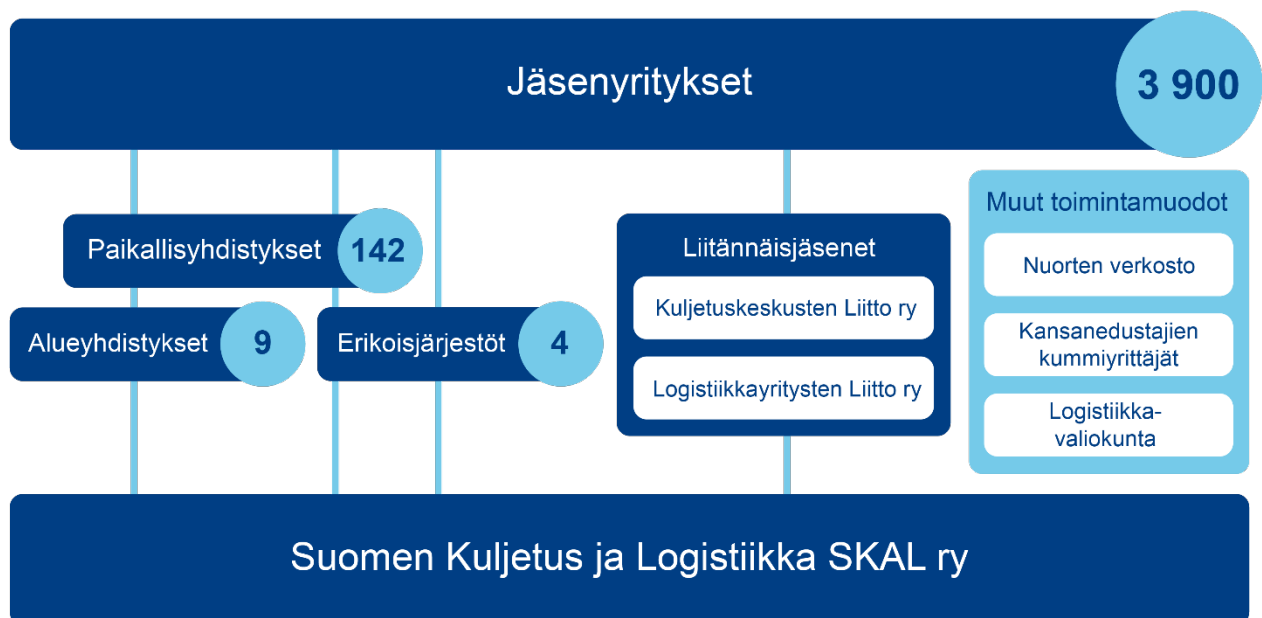 Jäsenyritykset
3 900
Paikallisyhdistykset
142
Alueyhdistykset
9
Erikoisjärjestöt
4
Liitännäisjäsenet
Kuljetuskeskusten Liitto ry
Logistiikkayritysten Liitto ry
Muut toimintamuodot
Nuorten verkosto
Kansanedustajien
kummiyrittäjät
Logistiikka-
valiokunta
Suomen Kuljetus ja Logistiikka SKAL ry